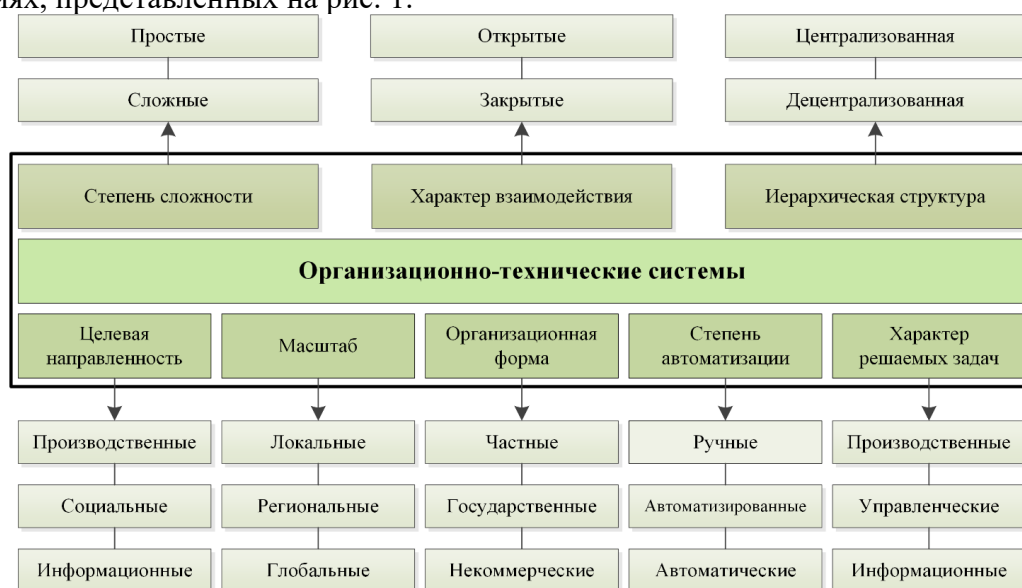 иях, представленных на рис. 1.
Простые
Открытые
Централизованная
Сложные
Закрытые
Децентрализованная
Степень сложности
Характер взаимодействия
Иерархическая структура
Организационно-технические системы
Целевая
направленность
Масштаб
Организационная
форма
Степень
автоматизации
Характер
решаемых задач
Производственные
Локальные
Частные
Ручные
Производственные
Социальные
Региональные
Государственные
Автоматизированные
Управленческие
Информационные
Глобальные
Некоммерческие
Автоматические
Информационные